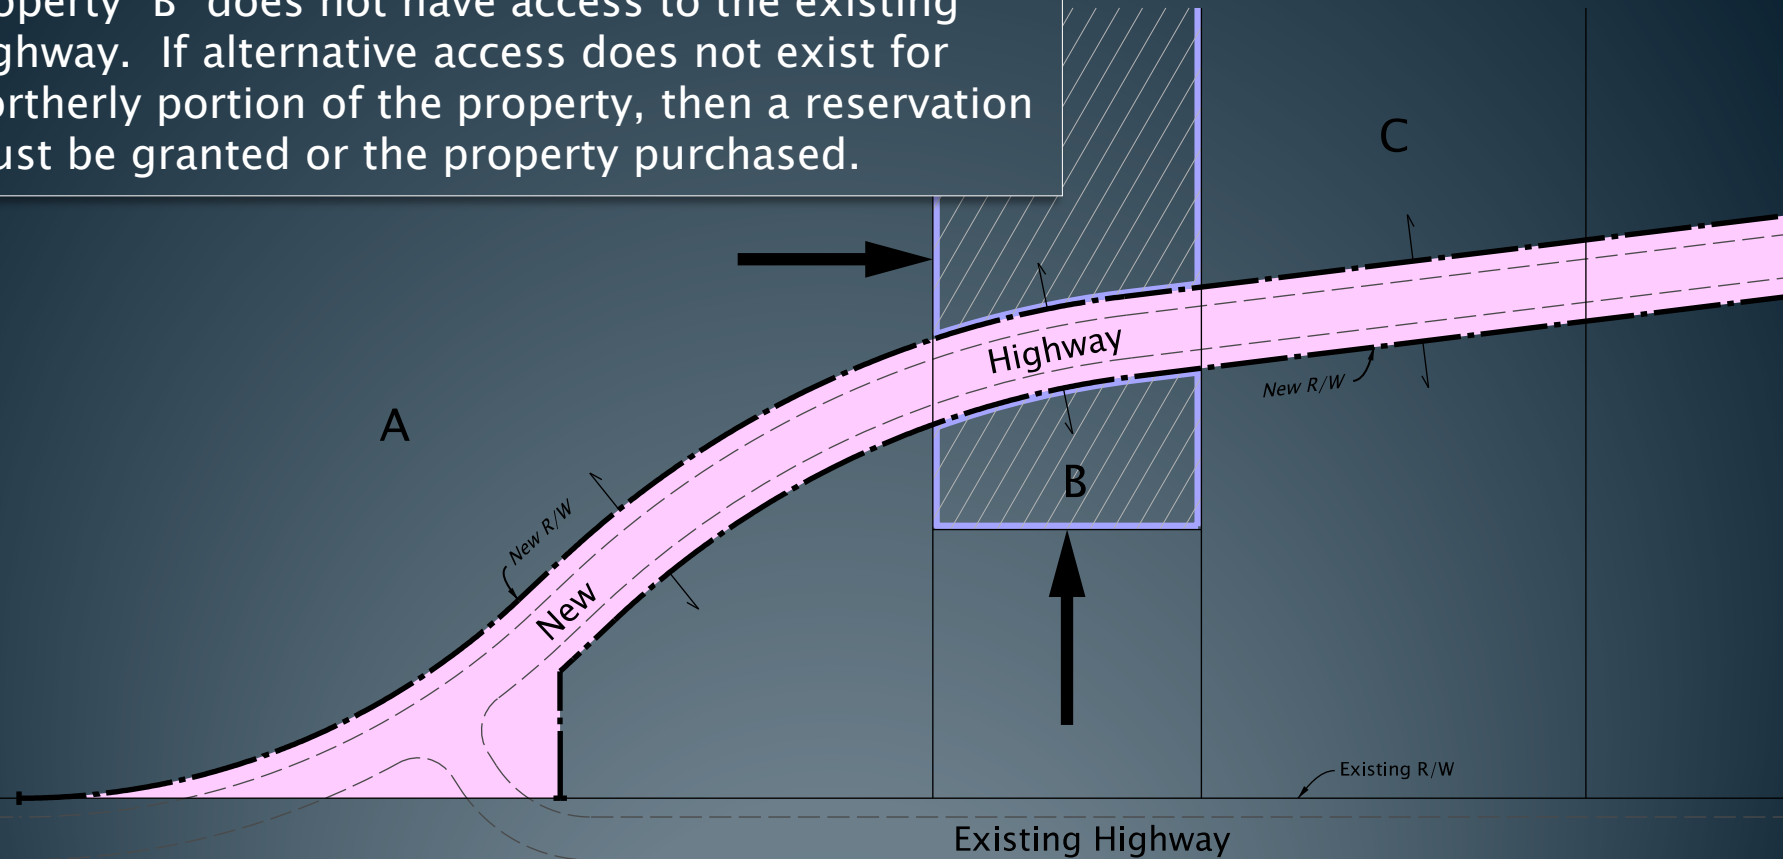 operty "B" does not have access to the existing
ghway. If alternative access does not exist for
rtherly portion of the property, then a reservation
ust be granted or the property purchased.
C
Highway
New R/W
A
B
New R/W
New
Existing R/W
Existing Highway